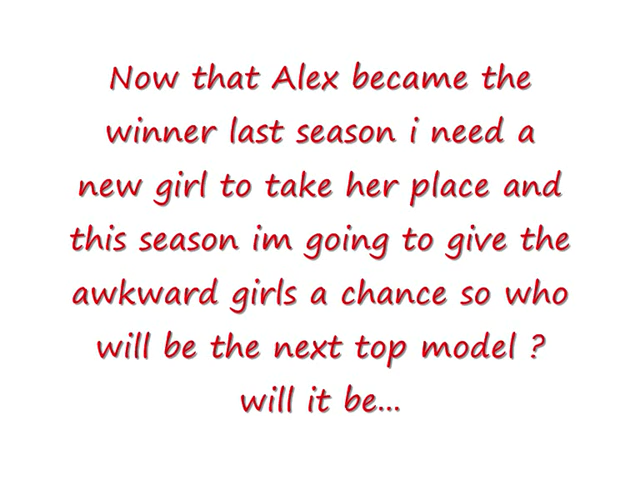 Now that Alex became the
winner last season i need a
new girl to take her place and
this season im going to give the
awkward girls a chance so who
will be the next top model ?
will it be...